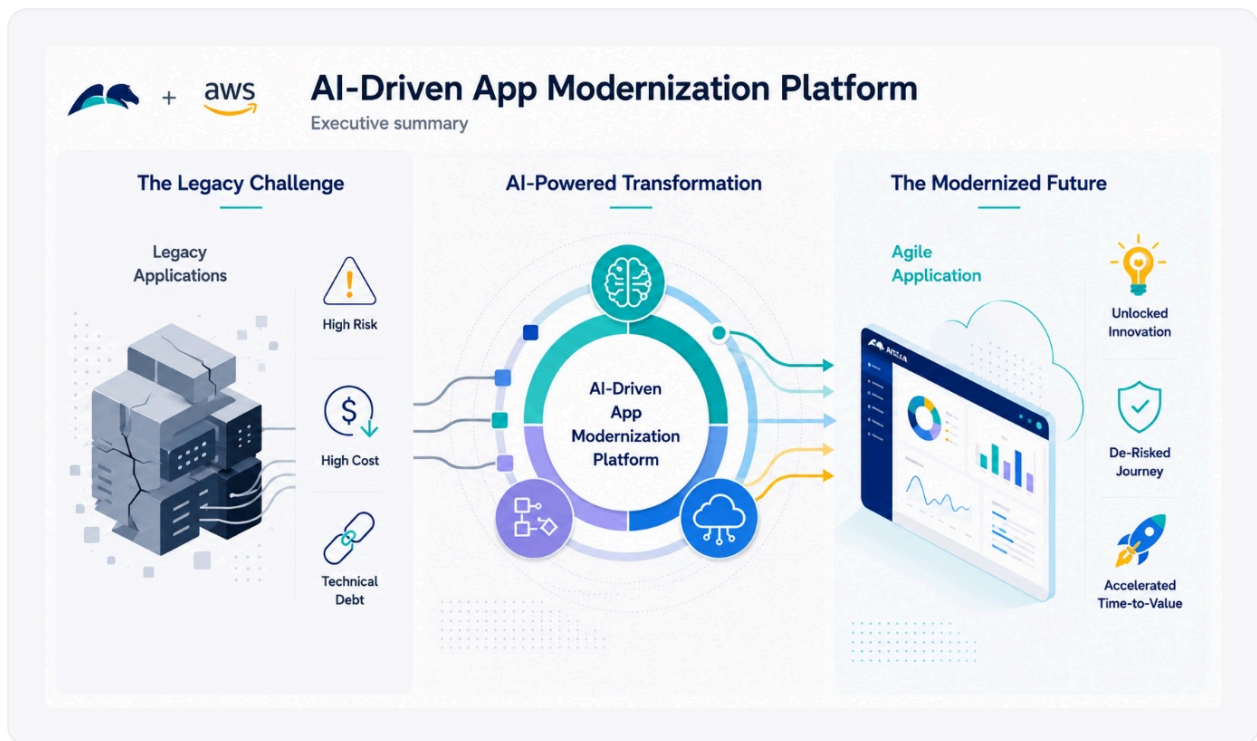 aws
+
AI-Driven App Modernization Platform
Executive summary
The Legacy Challenge
Legacy
Applications
High Risk
$
High Cost
Technical
Debt
AI-Powered Transformation
AI-Driven
App
Modernization
Platform
The Modernized Future
Agile
Application
Unlocked
Innovation
De-Risked
Journey
Accelerated
Time-to-Value